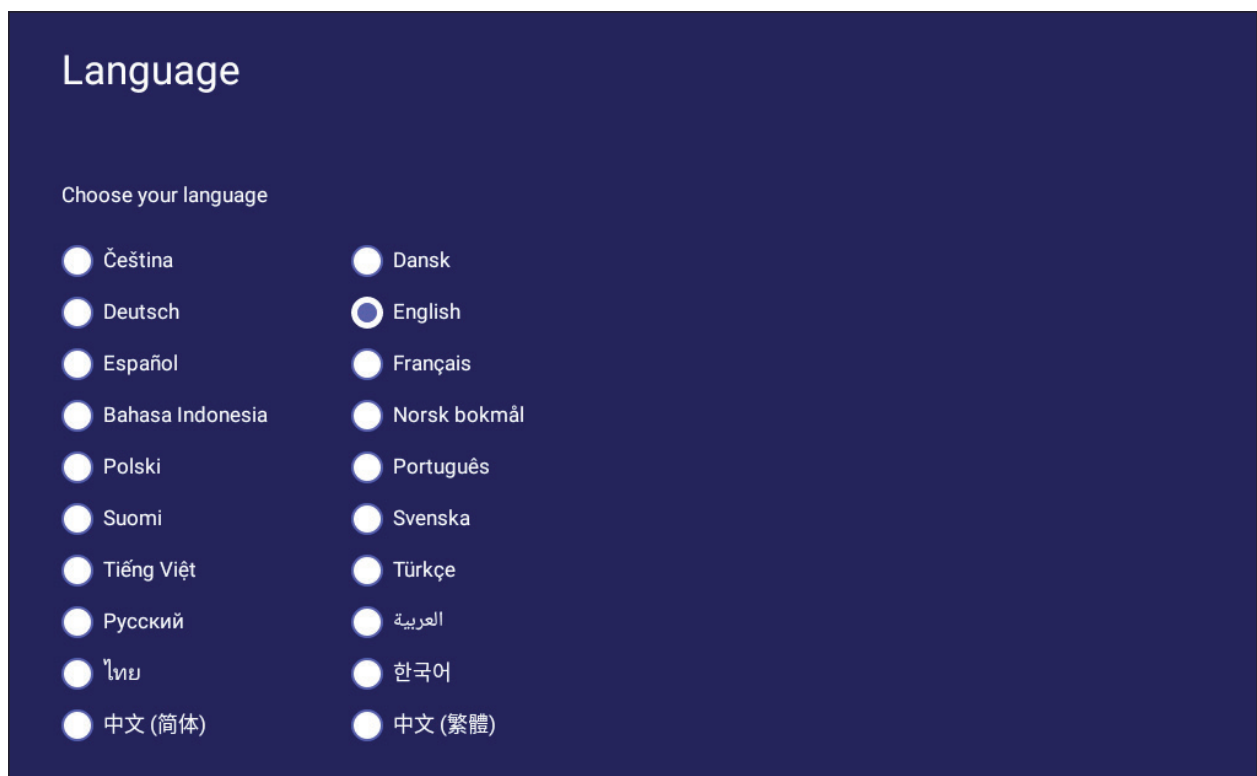 Language
Choose your language
Čeština
Dansk
Deutsch
English
Español
Français
Bahasa Indonesia
Norsk bokmål
Polski
Português
Suomi
Svenska
Tiếng Việt
Türkçe
Русский
العربية
ไทย
한국어
中文 (简体)
中文 (繁體)